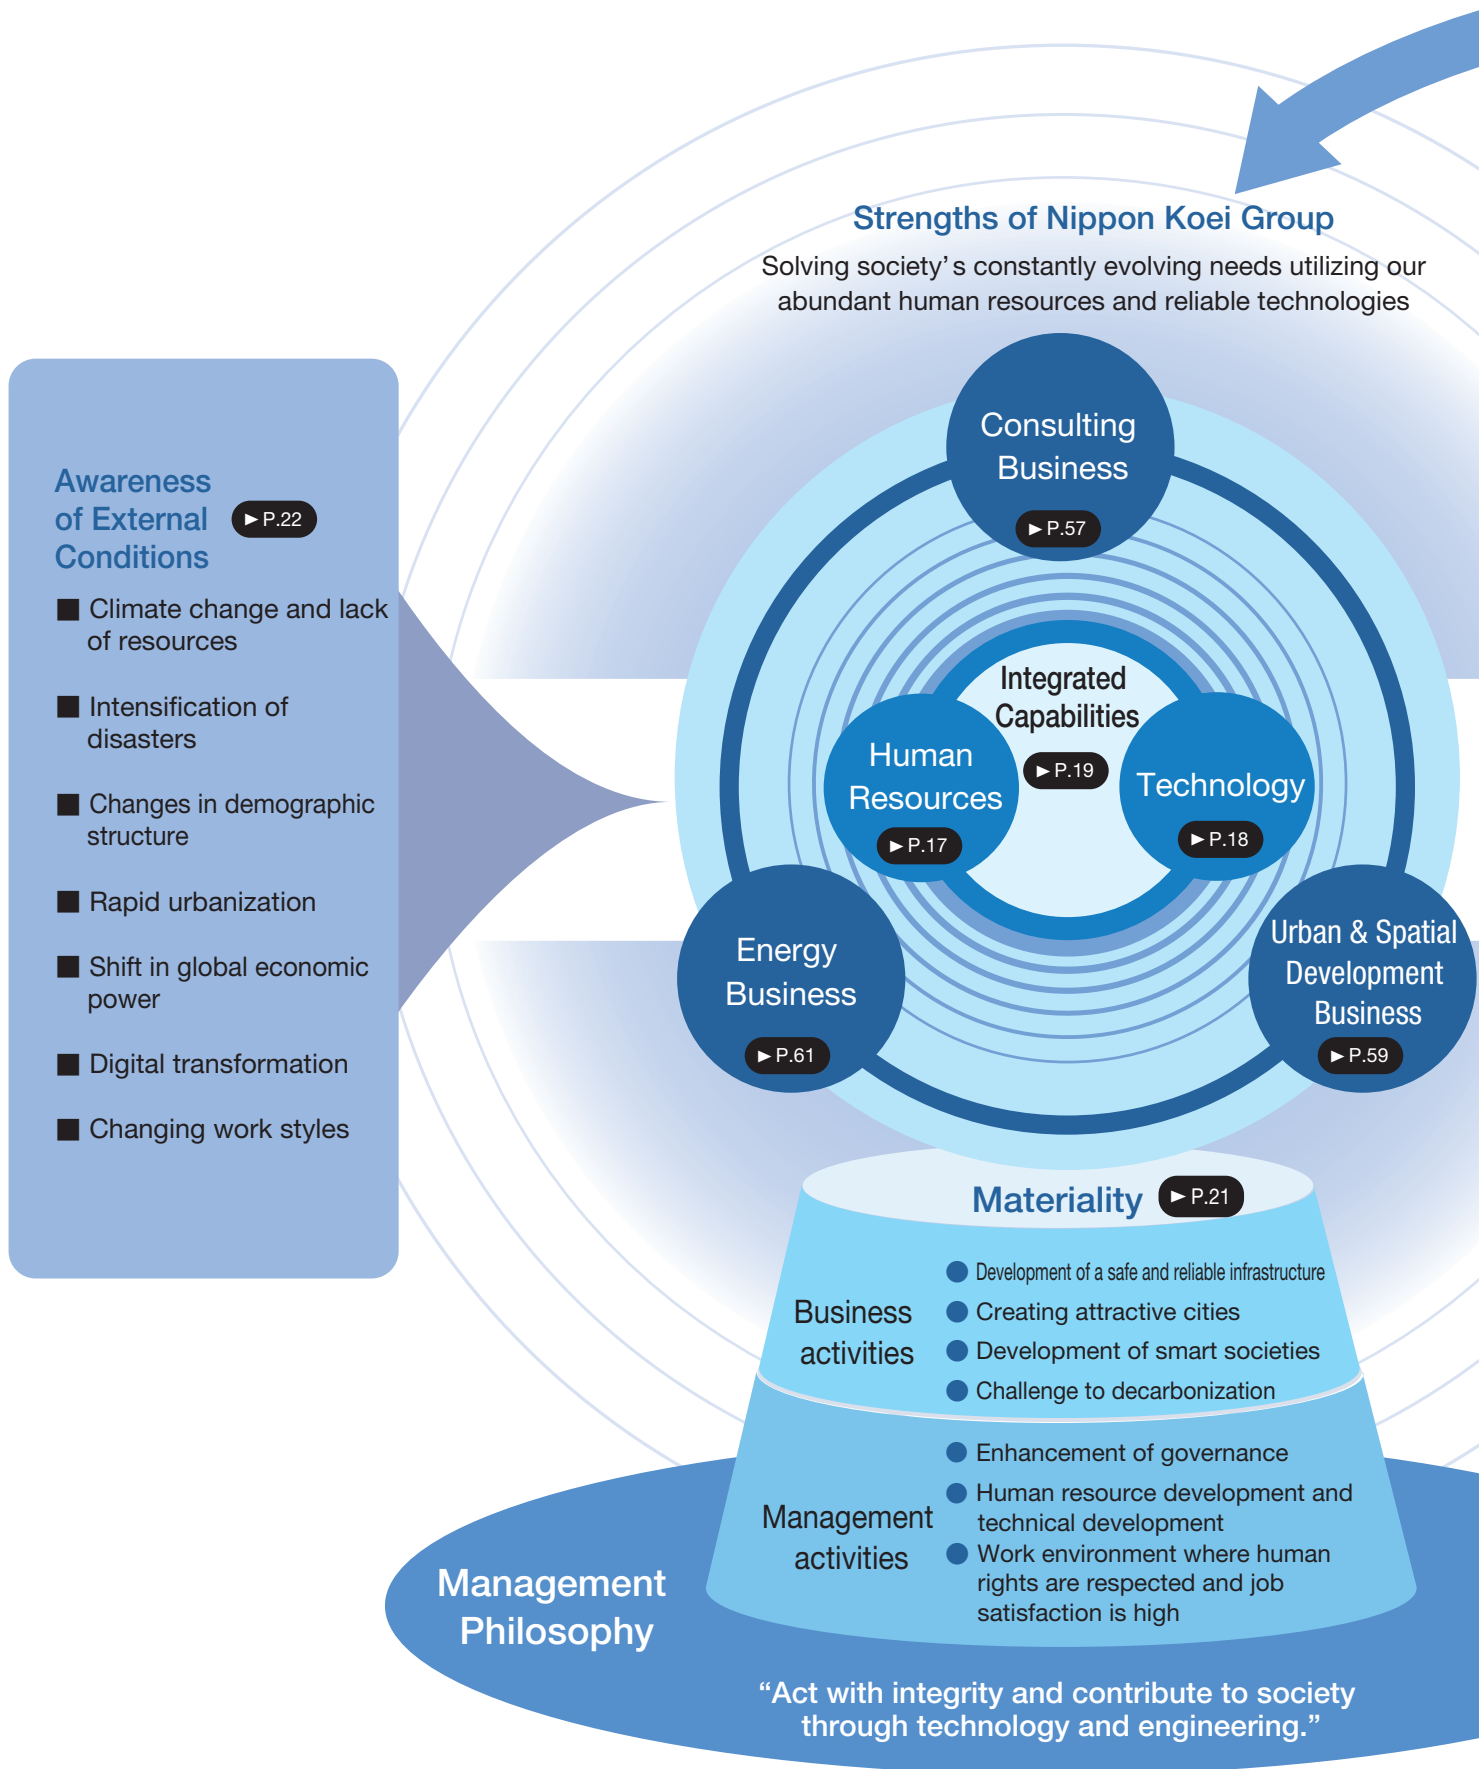 Strengths of Nippon Koei Group
Solving society's constantly evolving needs utilizing our
abundant human resources and reliable technologies
Awareness
of External
Conditions
►P.22
■ Climate change and lack
of resources
■ Intensification of
disasters
■ Changes in demographic
structure
■ Rapid urbanization
■ Shift in global economic
power
■ Digital transformation
■ Changing work styles
Consulting
Business
►P.57
Integrated
Capabilities
►P.19
Human
Resources
►P.17
Technology
►P.18
Energy
Business
►P.61
Urban & Spatial
Development
Business
►P.59
Materiality ►P.21
Business
activities
● Development of a safe and reliable infrastructure
● Creating attractive cities
● Development of smart societies
● Challenge to decarbonization
Management
activities
● Enhancement of governance
● Human resource development and
technical development
● Work environment where human
rights are respected and job
satisfaction is high
Management
Philosophy
“Act with integrity and contribute to society
through technology and engineering.”